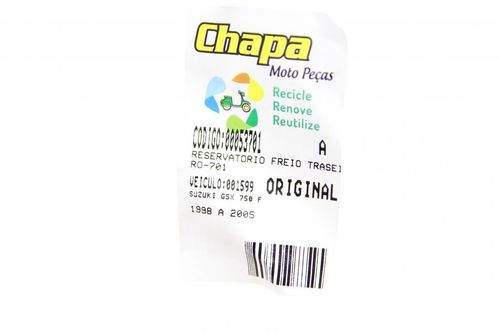 Chapa
Moto Peças
Recicle
Renove
Reutilize
CODIGO:00053701 A
RESERVATORIO FREIO TRASEI
RO-701
VEICULO:001599 ORIGINAL
SUZUKI GSX 750 F
1998 A 2005